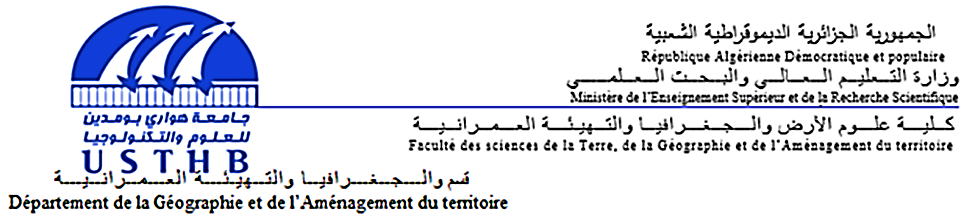 الجمهورية الجزائرية الديموقراطية الشعبية
République Algérienne Démocratique et populaire
وزارة التعليم العالي والبحث العلمي
Ministère de l'Enseignement Supérieur et de la Recherche Scientifique
جامعة هواري بومدين
للعلوم والتكنولوجيا
USTHB
كلية علوم الأرض والجغرافيا والتهيئة العمرانية
Faculté des sciences de la Terre, de la Géographie et de l'Aménagement du territoire
قسم والجغرافيا والتهيئة العمرانية
Département de la Géographie et de l'Aménagement du territoire